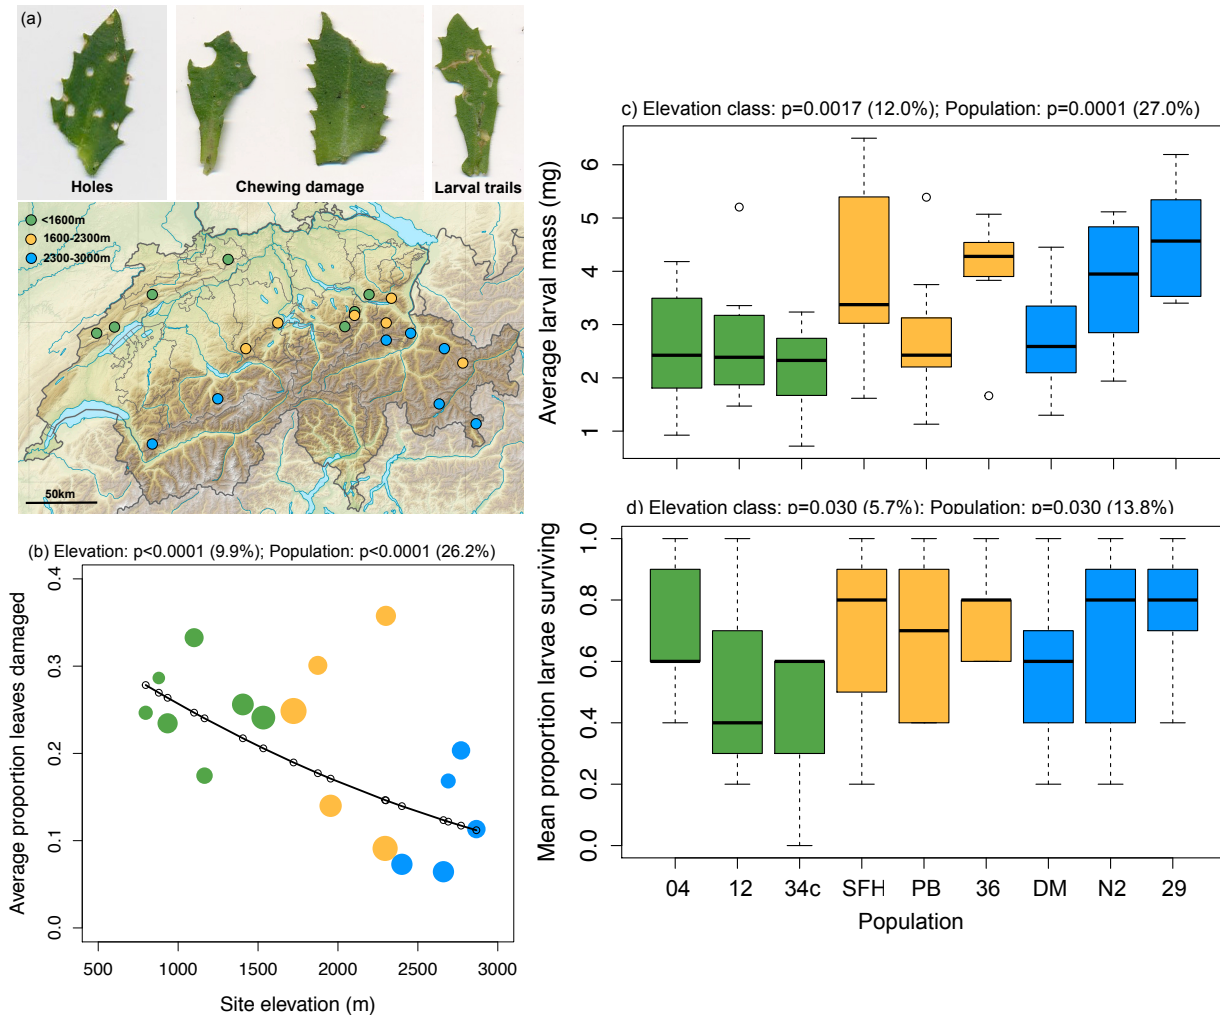 (a)
Holes
Chewing damage
Larval trails
<1600m
1600-2300m
2300-3000m
50km
(b) Elevation: p<0.0001 (9.9%); Population: p<0.0001 (26.2%)
Average proportion leaves damaged
0.4
0.3
0.2
0.1
0.0
500 1000 1500 2000 2500 3000
Site elevation (m)
c) Elevation class: p=0.0017 (12.0%); Population: p=0.0001 (27.0%)
Average larval mass (mg)
6
5
4
3
2
1
d) Elevation class: p=0.030 (5.7%); Population: p=0.030 (13.8%)
Mean proportion larvae surviving
1.0
0.8
0.6
0.4
0.2
0.0
04 12 34c SFH PB 36 DM N2 29
Population